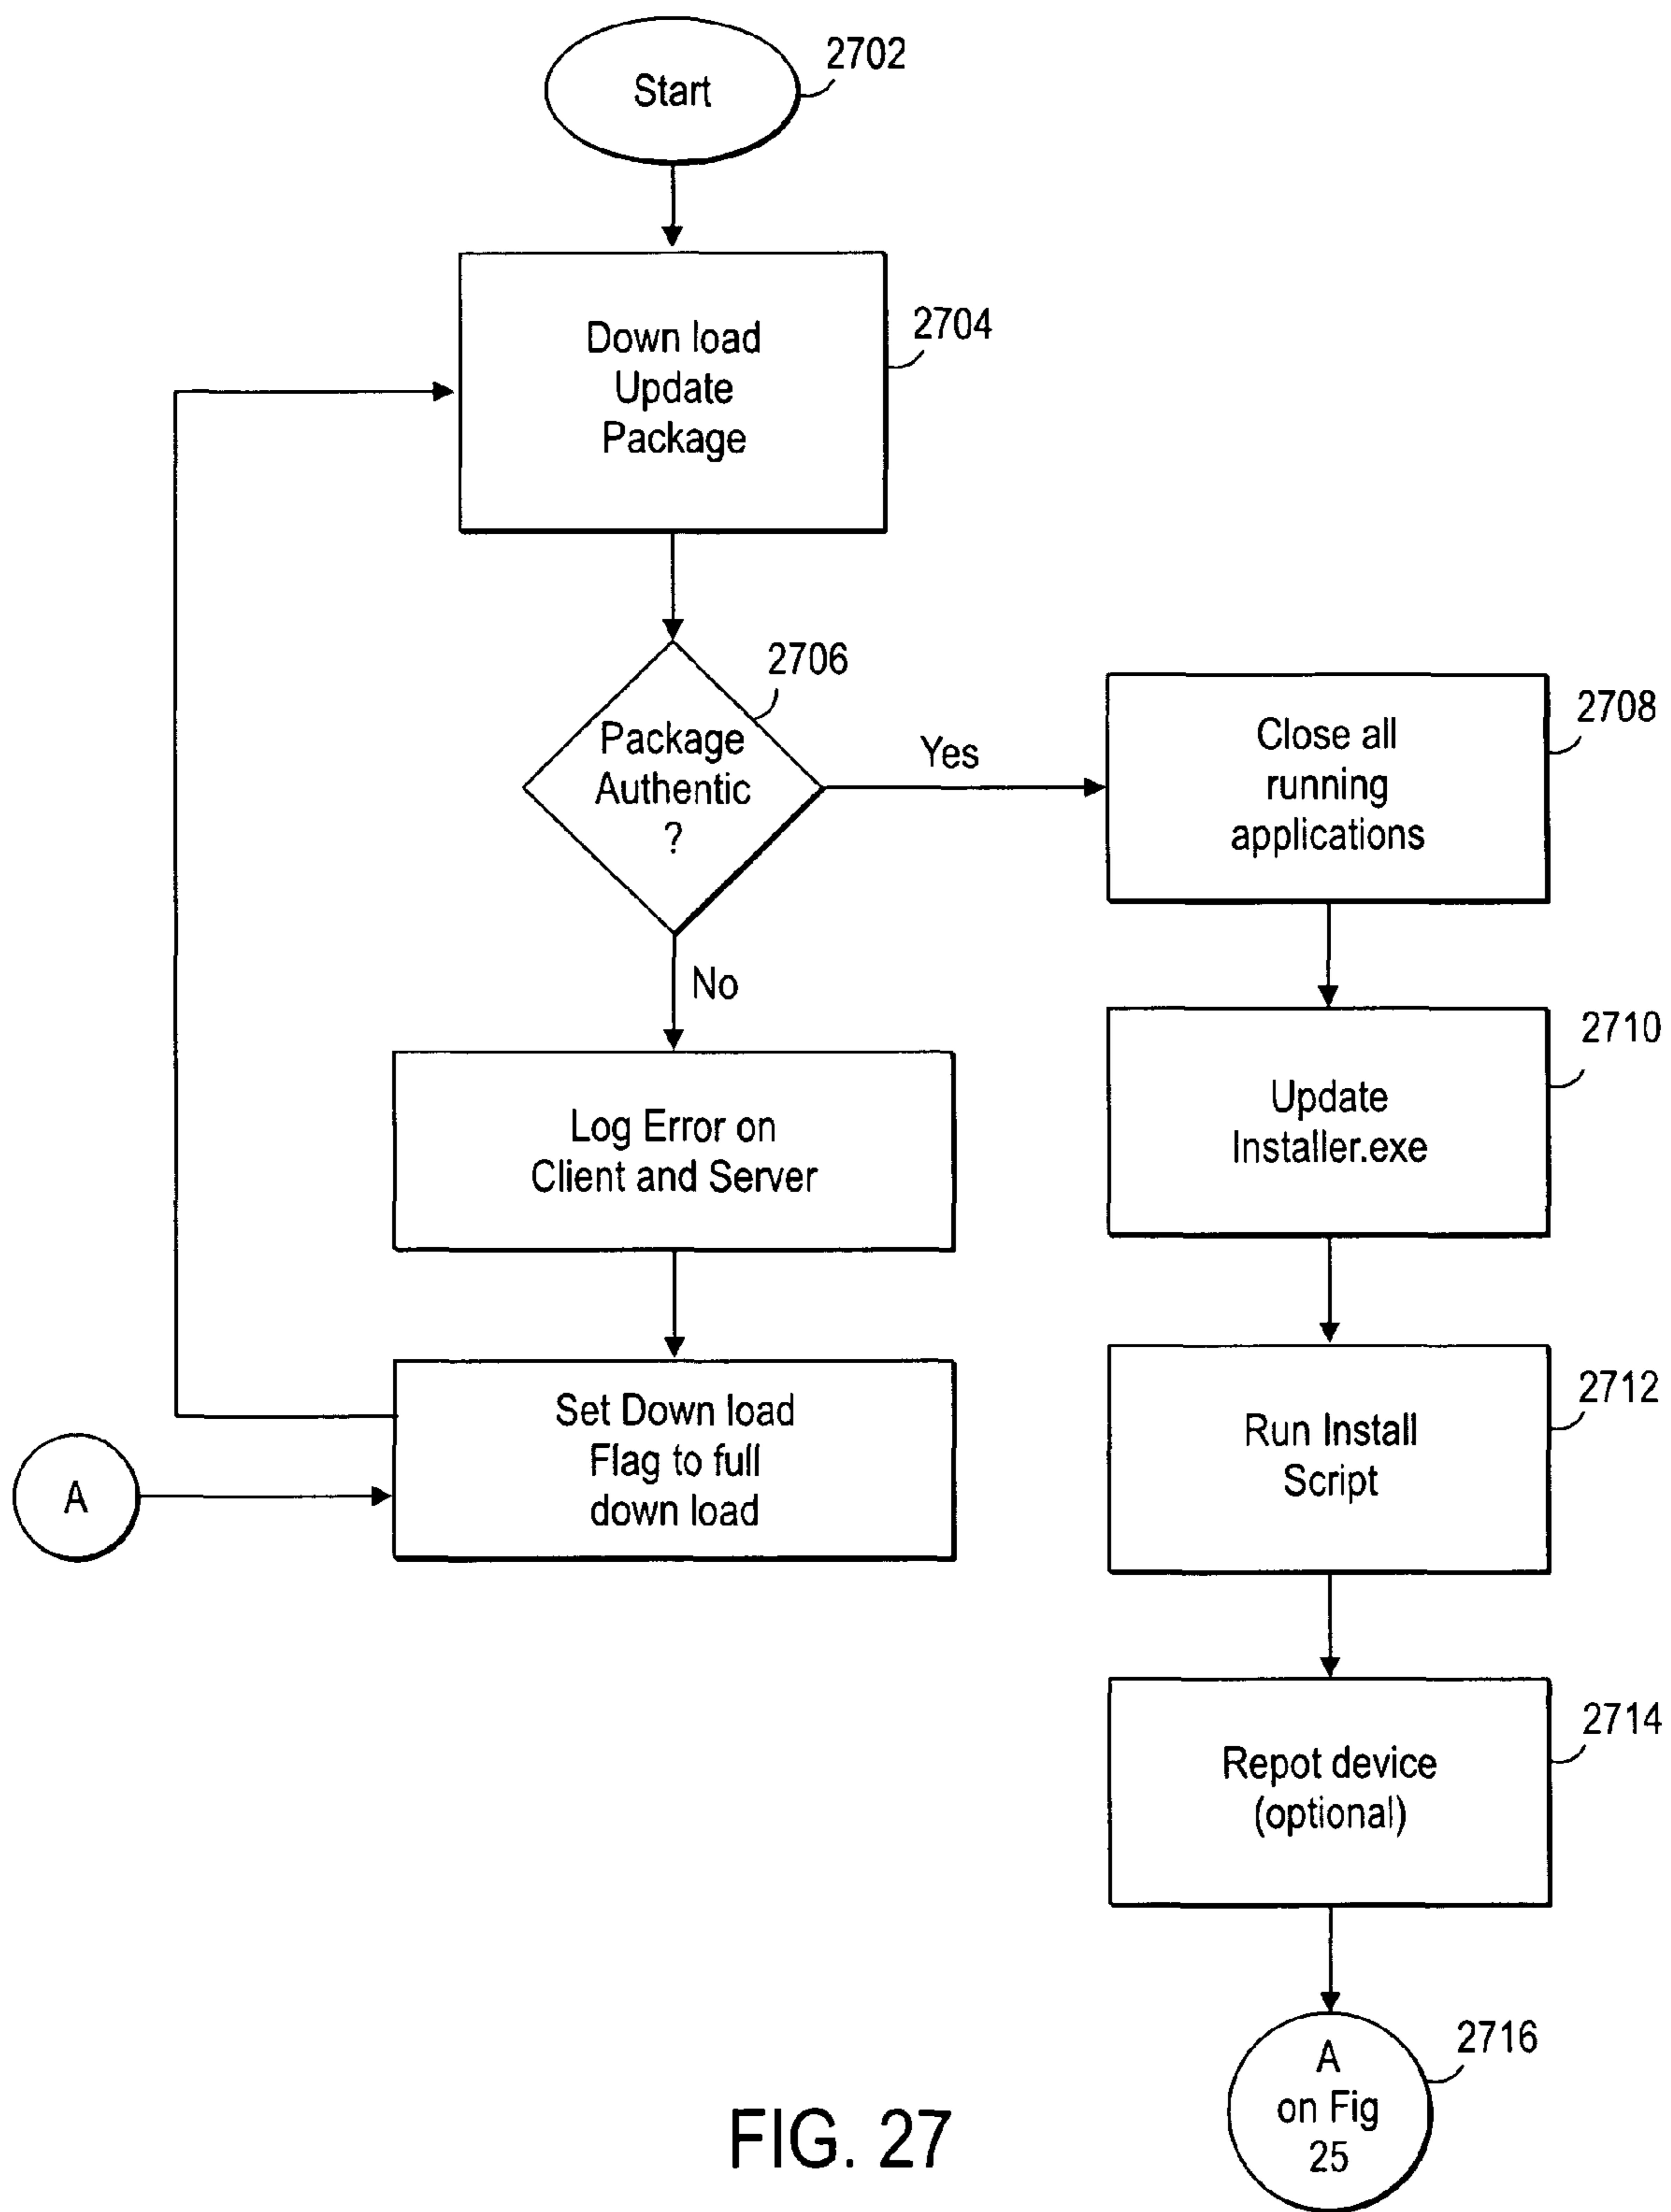 2702
Start
2704
Down load
Update
Package
2706
Package
Authentic
?
Yes
2708
Close all
running
applications
No
2710
Update
Installer.exe
Log Error on
Client and Server
2712
Run Install
Script
Set Down load
Flag to full
down load
A
2714
Repot device
(optional)
2716
A
on Fig
25
FIG. 27